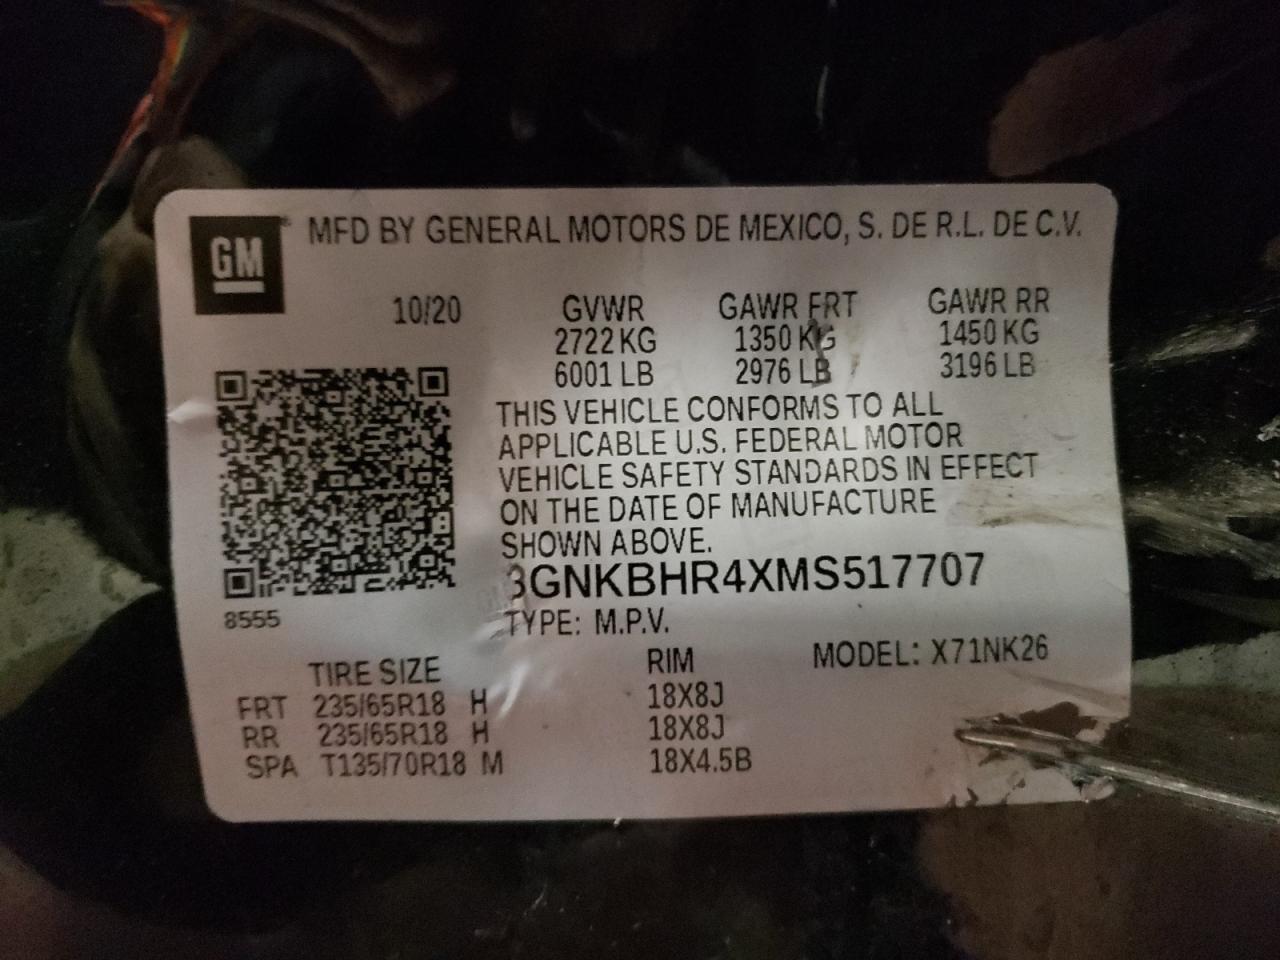 GM® MFD BY GENERAL MOTORS DE MEXICO, S. DE R.L. DE C.V.
10/20 GVWR GAWR FRT GAWR RR
2722 KG 1350 KG 1450 KG
6001 LB 2976 LB 3196 LB
THIS VEHICLE CONFORMS TO ALL
APPLICABLE U.S. FEDERAL MOTOR
VEHICLE SAFETY STANDARDS IN EFFECT
ON THE DATE OF MANUFACTURE
SHOWN ABOVE.
3GNKBHR4XMS517707
8555 TYPE: M.P.V.
TIRE SIZE RIM MODEL: X71NK26
FRT 235/65R18 H 18X8J
RR 235/65R18 H 18X8J
SPA T135/70R18 M 18X4.5B